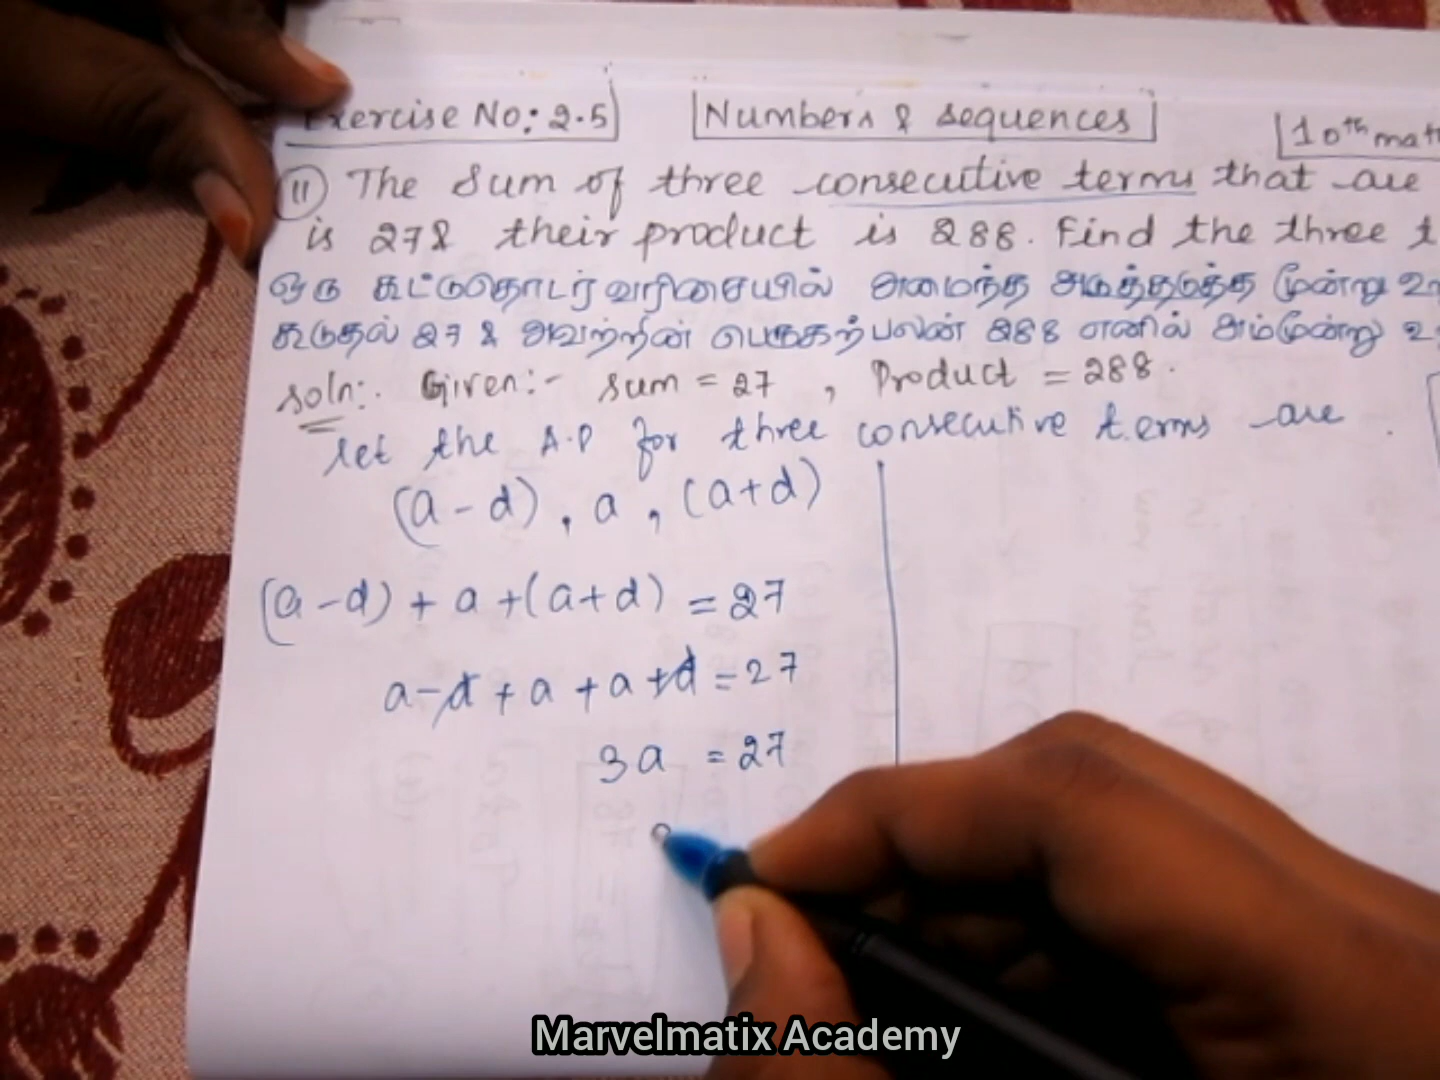 Exercise No: 2.5 Numbers & sequences 10th mat
11 The Sum of three consecutive terms that are
is 27 & their product is 288. Find the three t
ஒரு கூட்டுதொடர் வரிசையில் அமைந்த அடுத்தடுத்த மூன்று உ
கூடுதல் 27 & அவற்றின் பெருக்கற்பலன் 288 எனில் அம்மூன்று உ
soln:. Given:- sum = 27 , Product = 288.
let the A.P for three consecutive terms are .
(a - d) , a , (a+d)
(a - d) + a + (a+d) = 27
a - d + a + a + d = 27
3a = 27
Marvelmatix Academy